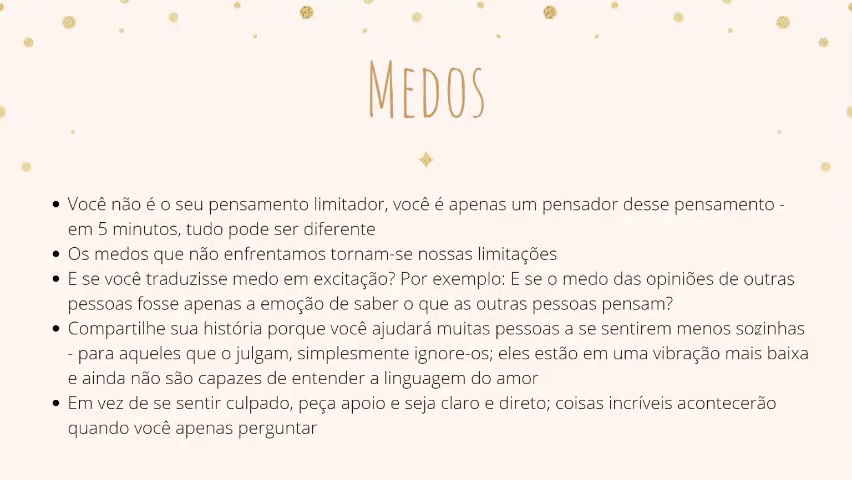 MEDOS
• Você não é o seu pensamento limitador, você é apenas um pensador desse pensamento -
em 5 minutos, tudo pode ser diferente
• Os medos que não enfrentamos tornam-se nossas limitações
• E se você traduzisse medo em excitação? Por exemplo: E se o medo das opiniões de outras
pessoas fosse apenas a emoção de saber o que as outras pessoas pensam?
• Compartilhe sua história porque você ajudará muitas pessoas a se sentirem menos sozinhas
- para aqueles que o julgam, simplesmente ignore-os; eles estão em uma vibração mais baixa
e ainda não são capazes de entender a linguagem do amor
• Em vez de se sentir culpado, peça apoio e seja claro e direto; coisas incríveis acontecerão
quando você apenas perguntar